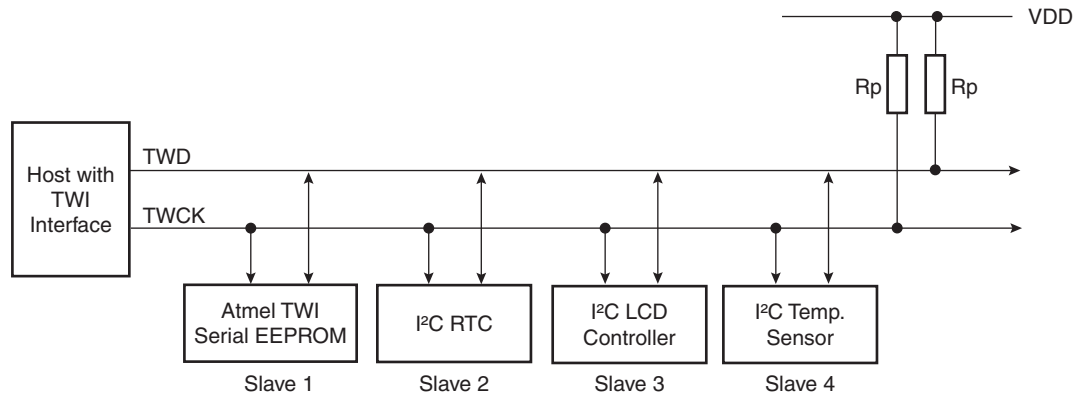 VDD
Rp Rp
Host with
TWI
Interface
TWD
TWCK
Atmel TWI
Serial EEPROM
I²C RTC
I²C LCD
Controller
I²C Temp.
Sensor
Slave 1
Slave 2
Slave 3
Slave 4